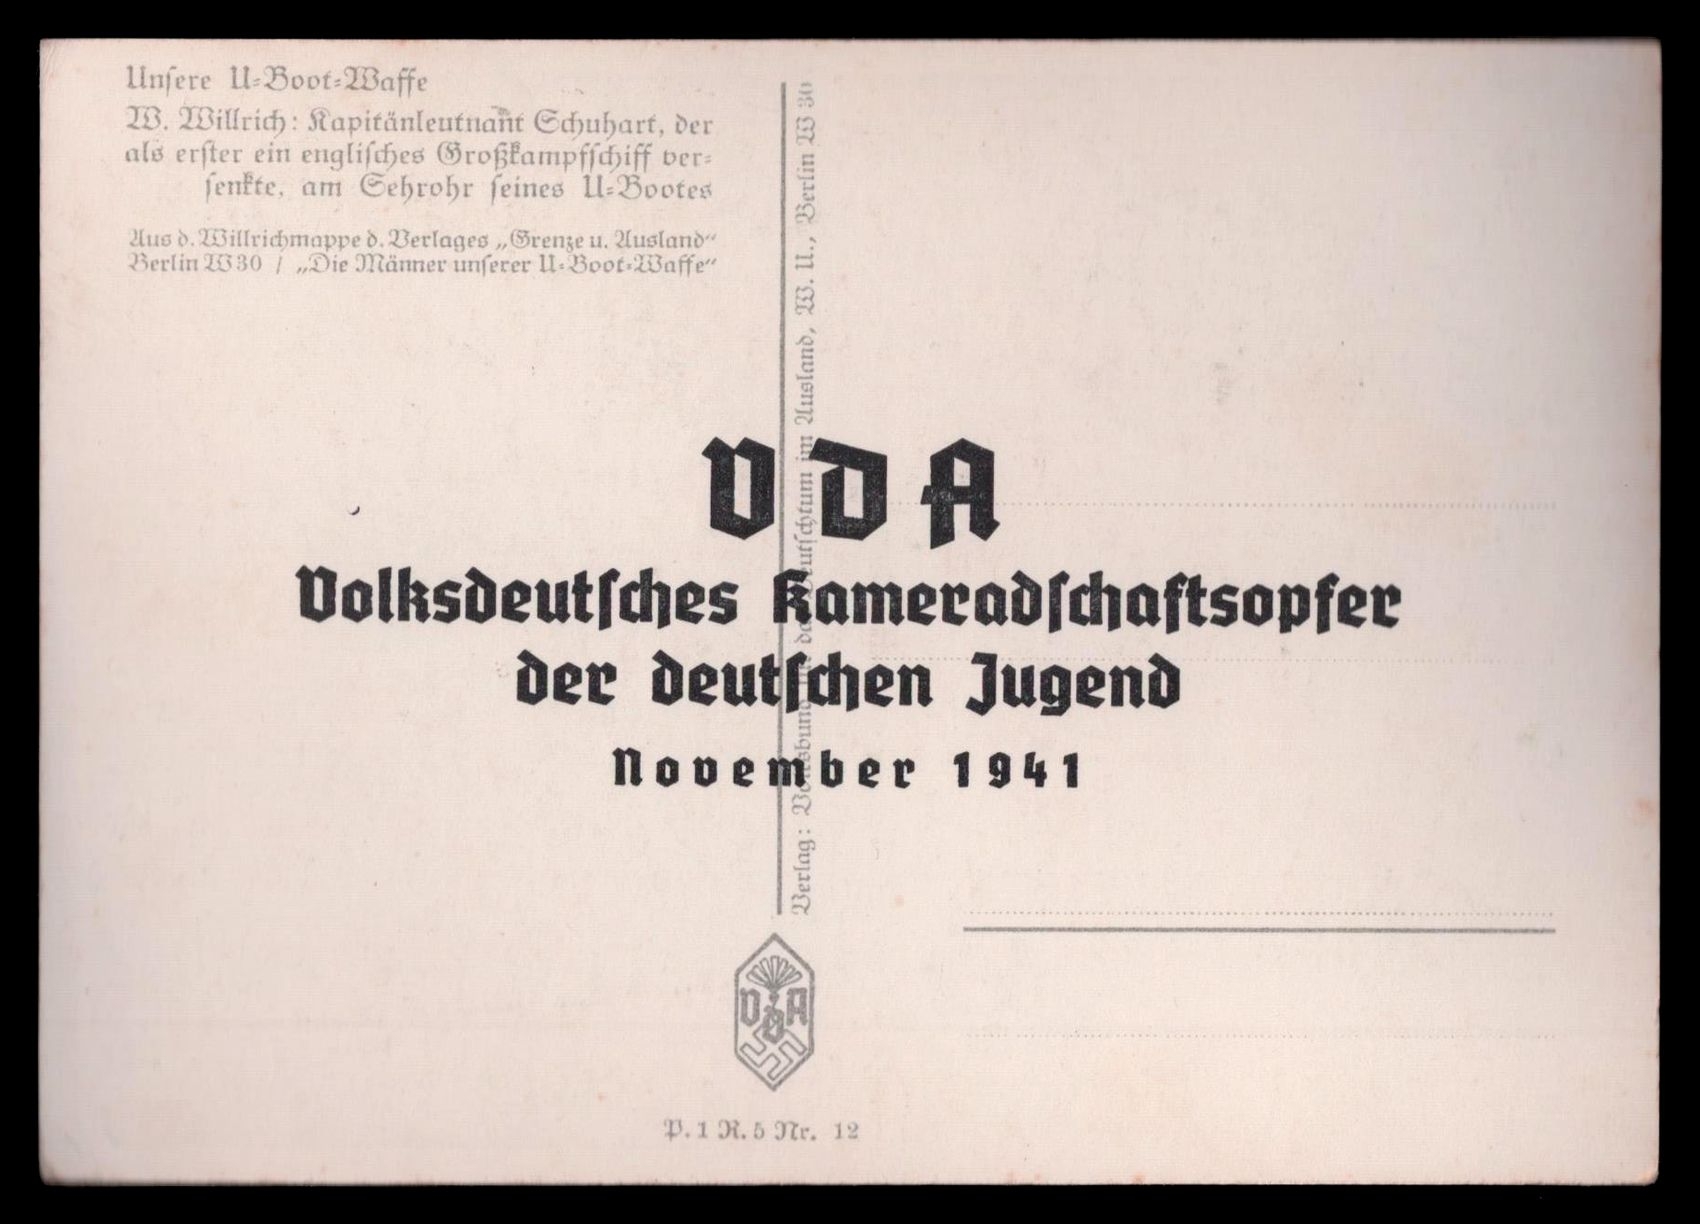 Unsere U-Boot-Waffe
W. Willrich: Kapitänleutnant Schuhart, der
als erster ein englisches Großkampfschiff ver-
senkte, am Sehrohr seines U-Bootes
Aus d. Willrichmappe d. Verlages „Grenze u. Ausland“
Berlin W30 / „Die Männer unserer U-Boot-Waffe“
Verlag: Volksbund für das Deutschtum im Ausland, W. U., Berlin W 30
VDA
Volksdeutsches Kameradschaftsopfer
der deutschen Jugend
November 1941
VDA
P. 1 R. 5 Nr. 12